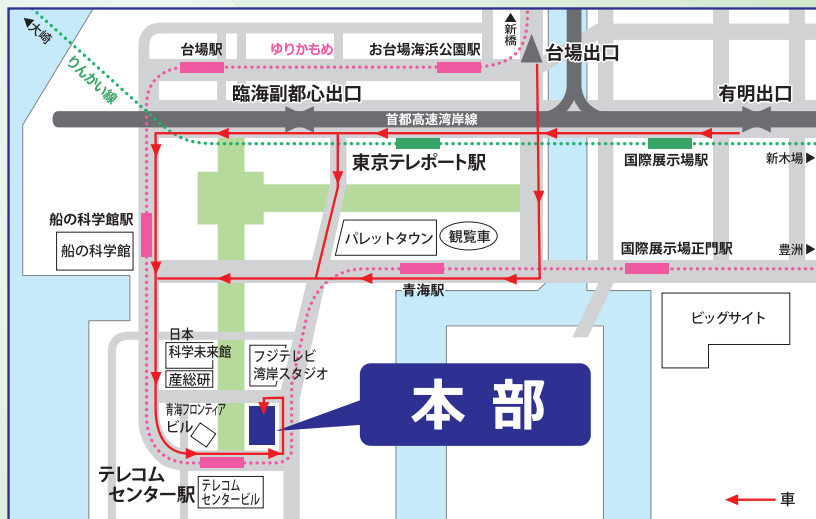 大崎
りんかい線
台場駅
ゆりかもめ
お台場海浜公園駅
新橋
台場出口
臨海副都心出口
有明出口
首都高速湾岸線
東京テレポート駅
国際展示場駅
新木場
船の科学館駅
船の科学館
パレットタウン
観覧車
国際展示場正門駅
豊洲
青海駅
ビッグサイト
日本
科学未来館
産総研
フジテレビ
湾岸スタジオ
本部
青海フロンティア
ビル
テレコム
センター駅
テレコム
センタービル
車